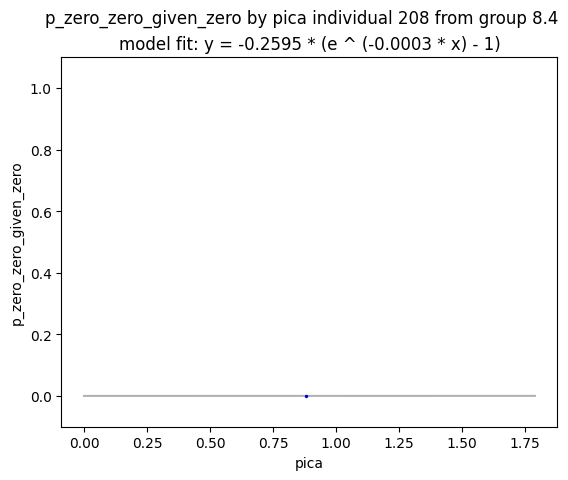 p_zero_zero_given_zero by pica individual 208 from group 8.4
model fit: y = -0.2595 * (e ^ (-0.0003 * x) - 1)
1.0
0.8
0.6
0.4
0.2
0.0
p_zero_zero_given_zero
0.00 0.25 0.50 0.75 1.00 1.25 1.50 1.75
pica